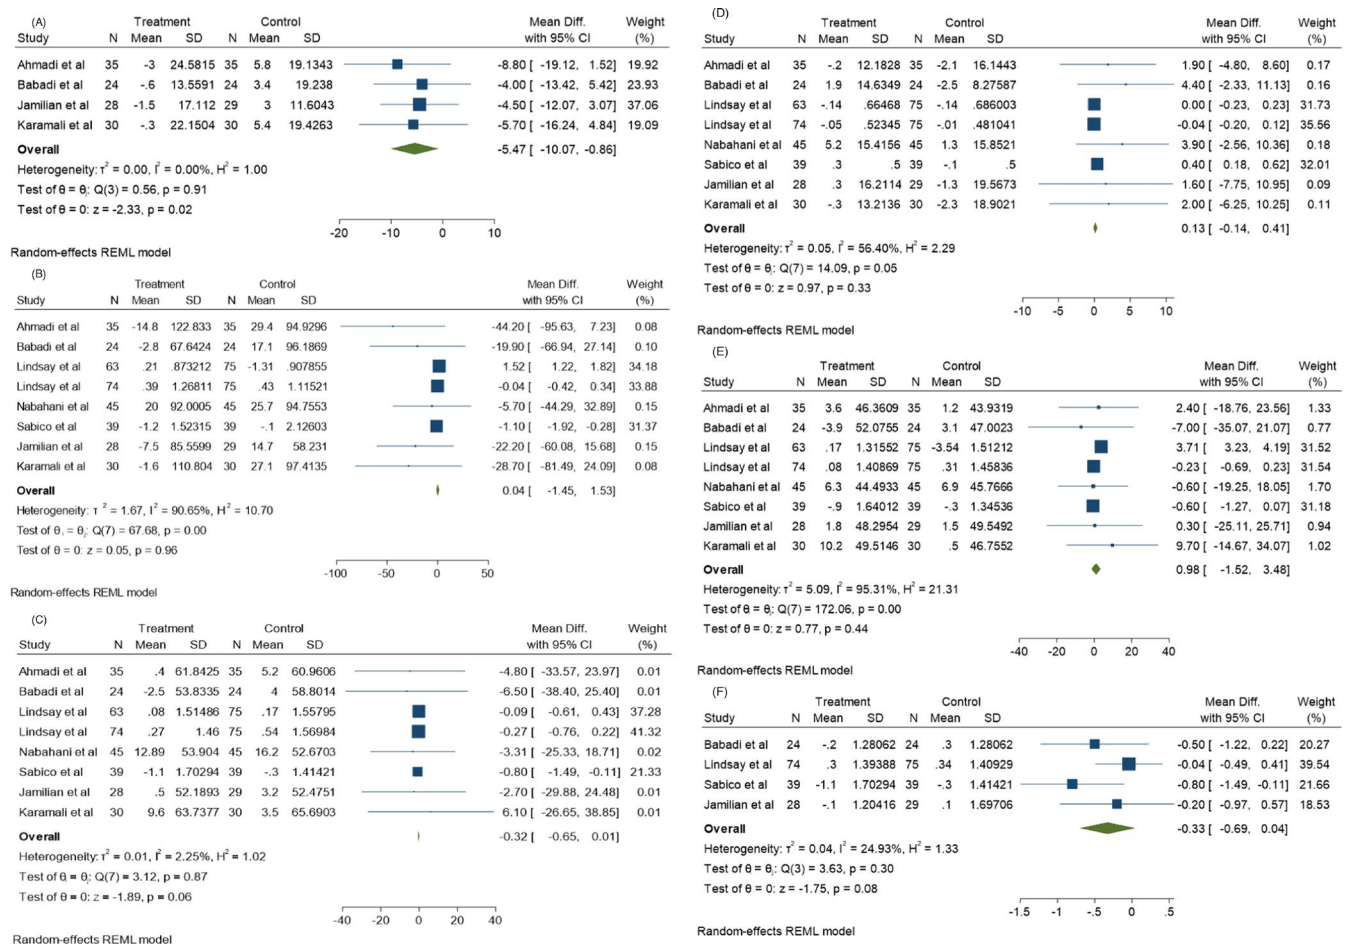 (A)
Treatment Control Mean Diff. Weight
Study N Mean SD N Mean SD with 95% CI (%)
Ahmadi et al 35 -3 24.5815 35 5.8 19.1343 -8.80 [ -19.12, 1.52] 19.92
Babadi et al 24 -.6 13.5591 24 3.4 19.238 -4.00 [ -13.42, 5.42] 23.93
Jamilian et al 28 -1.5 17.112 29 3 11.6043 -4.50 [ -12.07, 3.07] 37.06
Karamali et al 30 -.3 22.1504 30 5.4 19.4263 -5.70 [ -16.24, 4.84] 19.09
Overall -5.47 [ -10.07, -0.86]
Heterogeneity: τ² = 0.00, I² = 0.00%, H² = 1.00
Test of θi = θj: Q(3) = 0.56, p = 0.91
Test of θ = 0: z = -2.33, p = 0.02
-20 -10 0 10
Random-effects REML model
(B)
Treatment Control Mean Diff. Weight
Study N Mean SD N Mean SD with 95% CI (%)
Ahmadi et al 35 -14.8 122.833 35 29.4 94.9296 -44.20 [ -95.63, 7.23] 0.08
Babadi et al 24 -2.8 67.6424 24 17.1 96.1869 -19.90 [ -66.94, 27.14] 0.10
Lindsay et al 63 .21 .873212 75 -1.31 .907855 1.52 [ 1.22, 1.82] 34.18
Lindsay et al 74 .39 1.26811 75 .43 1.11521 -0.04 [ -0.42, 0.34] 33.88
Nabahani et al 45 20 92.0005 45 25.7 94.7553 -5.70 [ -44.29, 32.89] 0.15
Sabico et al 39 -1.2 1.52315 39 -.1 2.12603 -1.10 [ -1.92, -0.28] 31.37
Jamilian et al 28 -7.5 85.5599 29 14.7 58.231 -22.20 [ -60.08, 15.68] 0.15
Karamali et al 30 -1.6 110.804 30 27.1 97.4135 -28.70 [ -81.49, 24.09] 0.08
Overall 0.04 [ -1.45, 1.53]
Heterogeneity: τ² = 1.67, I² = 90.65%, H² = 10.70
Test of θi = θj: Q(7) = 67.68, p = 0.00
Test of θ = 0: z = 0.05, p = 0.96
-100 -50 0 50
Random-effects REML model
(C)
Treatment Control Mean Diff. Weight
Study N Mean SD N Mean SD with 95% CI (%)
Ahmadi et al 35 .4 61.8425 35 5.2 60.9606 -4.80 [ -33.57, 23.97] 0.01
Babadi et al 24 -2.5 53.8335 24 4 58.8014 -6.50 [ -38.40, 25.40] 0.01
Lindsay et al 63 .08 1.51486 75 .17 1.55795 -0.09 [ -0.61, 0.43] 37.28
Lindsay et al 74 .27 1.46 75 .54 1.56984 -0.27 [ -0.76, 0.22] 41.32
Nabahani et al 45 12.89 53.904 45 16.2 52.6703 -3.31 [ -25.33, 18.71] 0.02
Sabico et al 39 -1.1 1.70294 39 -.3 1.41421 -0.80 [ -1.49, -0.11] 21.33
Jamilian et al 28 .5 52.1893 29 3.2 52.4751 -2.70 [ -29.88, 24.48] 0.01
Karamali et al 30 9.6 63.7377 30 3.5 65.6903 6.10 [ -26.65, 38.85] 0.01
Overall -0.32 [ -0.65, 0.01]
Heterogeneity: τ² = 0.01, I² = 2.25%, H² = 1.02
Test of θi = θj: Q(7) = 3.12, p = 0.87
Test of θ = 0: z = -1.89, p = 0.06
-40 -20 0 20 40
Random-effects REML model
(D)
Treatment Control Mean Diff. Weight
Study N Mean SD N Mean SD with 95% CI (%)
Ahmadi et al 35 -.2 12.1828 35 -2.1 16.1443 1.90 [ -4.80, 8.60] 0.17
Babadi et al 24 1.9 14.6349 24 -2.5 8.27587 4.40 [ -2.33, 11.13] 0.16
Lindsay et al 63 -.14 .66468 75 -.14 .686003 0.00 [ -0.23, 0.23] 31.73
Lindsay et al 74 -.05 .52345 75 -.01 .481041 -0.04 [ -0.20, 0.12] 35.56
Nabahani et al 45 5.2 15.4156 45 1.3 15.8521 3.90 [ -2.56, 10.36] 0.18
Sabico et al 39 .3 .5 39 -.1 .5 0.40 [ 0.18, 0.62] 32.01
Jamilian et al 28 .3 16.2114 29 -1.3 19.5673 1.60 [ -7.75, 10.95] 0.09
Karamali et al 30 -.3 13.2136 30 -2.3 18.9021 2.00 [ -6.25, 10.25] 0.11
Overall 0.13 [ -0.14, 0.41]
Heterogeneity: τ² = 0.05, I² = 56.40%, H² = 2.29
Test of θi = θj: Q(7) = 14.09, p = 0.05
Test of θ = 0: z = 0.97, p = 0.33
-10 -5 0 5 10
Random-effects REML model
(E)
Treatment Control Mean Diff. Weight
Study N Mean SD N Mean SD with 95% CI (%)
Ahmadi et al 35 3.6 46.3609 35 1.2 43.9319 2.40 [ -18.76, 23.56] 1.33
Babadi et al 24 -3.9 52.0755 24 3.1 47.0023 -7.00 [ -35.07, 21.07] 0.77
Lindsay et al 63 .17 1.31552 75 -3.54 1.51212 3.71 [ 3.23, 4.19] 31.52
Lindsay et al 74 .08 1.40869 75 .31 1.45836 -0.23 [ -0.69, 0.23] 31.54
Nabahani et al 45 6.3 44.4933 45 6.9 45.7666 -0.60 [ -19.25, 18.05] 1.70
Sabico et al 39 -.9 1.64012 39 -.3 1.34536 -0.60 [ -1.27, 0.07] 31.18
Jamilian et al 28 1.8 48.2954 29 1.5 49.5492 0.30 [ -25.11, 25.71] 0.94
Karamali et al 30 10.2 49.5146 30 .5 46.7552 9.70 [ -14.67, 34.07] 1.02
Overall 0.98 [ -1.52, 3.48]
Heterogeneity: τ² = 5.09, I² = 95.31%, H² = 21.31
Test of θi = θj: Q(7) = 172.06, p = 0.00
Test of θ = 0: z = 0.77, p = 0.44
-40 -20 0 20 40
Random-effects REML model
(F)
Treatment Control Mean Diff. Weight
Study N Mean SD N Mean SD with 95% CI (%)
Babadi et al 24 -.2 1.28062 24 .3 1.28062 -0.50 [ -1.22, 0.22] 20.27
Lindsay et al 74 .3 1.39388 75 .34 1.40929 -0.04 [ -0.49, 0.41] 39.54
Sabico et al 39 -1.1 1.70294 39 -.3 1.41421 -0.80 [ -1.49, -0.11] 21.66
Jamilian et al 28 -.1 1.20416 29 .1 1.69706 -0.20 [ -0.97, 0.57] 18.53
Overall -0.33 [ -0.69, 0.04]
Heterogeneity: τ² = 0.04, I² = 24.93%, H² = 1.33
Test of θi = θj: Q(3) = 3.63, p = 0.30
Test of θ = 0: z = -1.75, p = 0.08
-1.5 -1 -.5 0 .5
Random-effects REML model